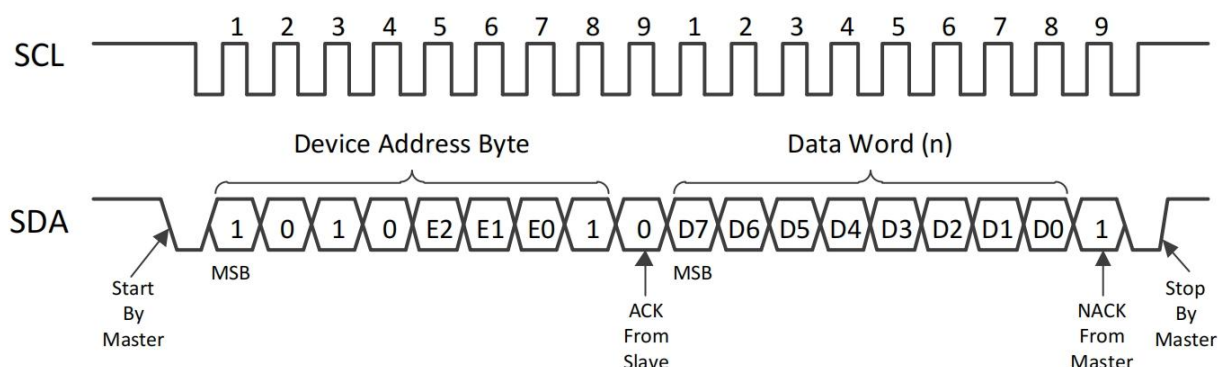 1 2 3 4 5 6 7 8 9 1 2 3 4 5 6 7 8 9
SCL
Device Address Byte
Data Word (n)
SDA
1 0 1 0 E2 E1 E0 1 0 D7 D6 D5 D4 D3 D2 D1 D0 1
MSB
MSB
Start
By
Master
ACK
From
Slave
NACK
From
Master
Stop
By
Master